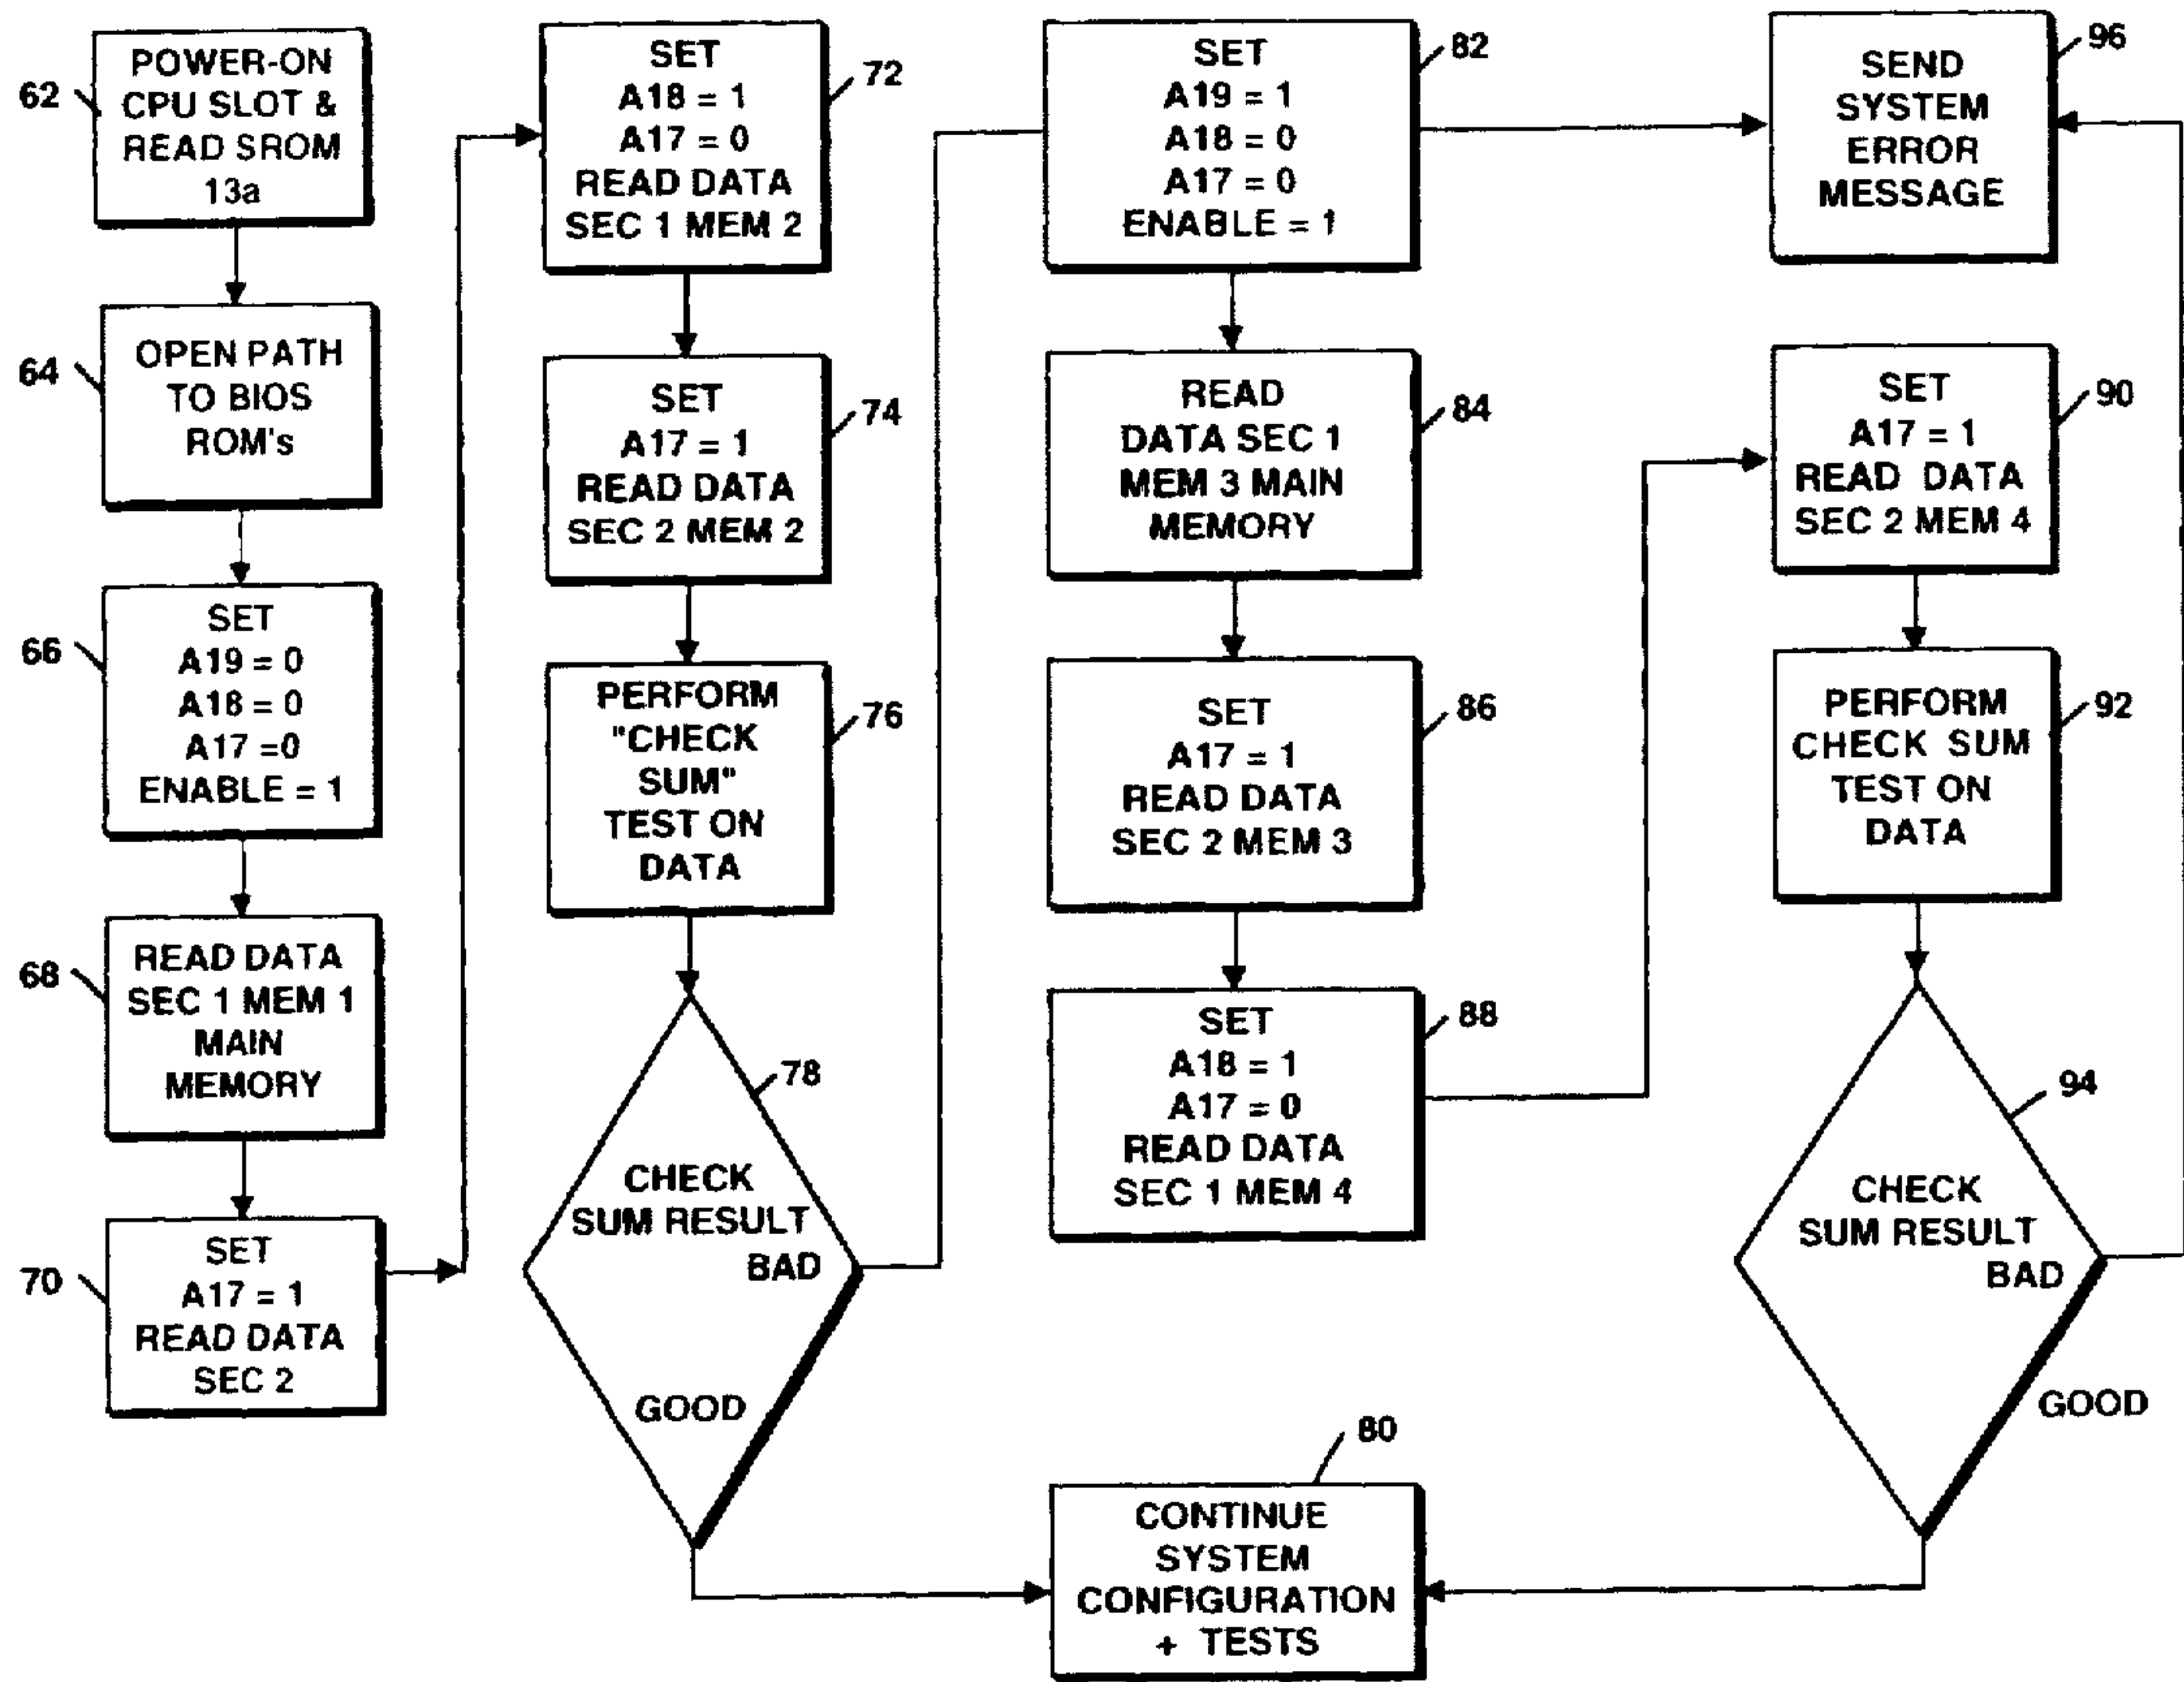 62
POWER-ON
CPU SLOT &
READ SROM
13a
64
OPEN PATH
TO BIOS
ROM's
66
SET
A19 = 0
A18 = 0
A17 =0
ENABLE = 1
68
READ DATA
SEC 1 MEM 1
MAIN
MEMORY
70
SET
A17 = 1
READ DATA
SEC 2
72
SET
A18 = 1
A17 = 0
READ DATA
SEC 1 MEM 2
74
SET
A17 = 1
READ DATA
SEC 2 MEM 2
76
PERFORM
"CHECK
SUM"
TEST ON
DATA
78
CHECK
SUM RESULT
BAD
GOOD
80
CONTINUE
SYSTEM
CONFIGURATION
+ TESTS
82
SET
A19 = 1
A18 = 0
A17 = 0
ENABLE = 1
84
READ
DATA SEC 1
MEM 3 MAIN
MEMORY
86
SET
A17 = 1
READ DATA
SEC 2 MEM 3
88
SET
A18 = 1
A17 = 0
READ DATA
SEC 1 MEM 4
96
SEND
SYSTEM
ERROR
MESSAGE
90
SET
A17 = 1
READ DATA
SEC 2 MEM 4
92
PERFORM
CHECK SUM
TEST ON
DATA
94
CHECK
SUM RESULT
BAD
GOOD